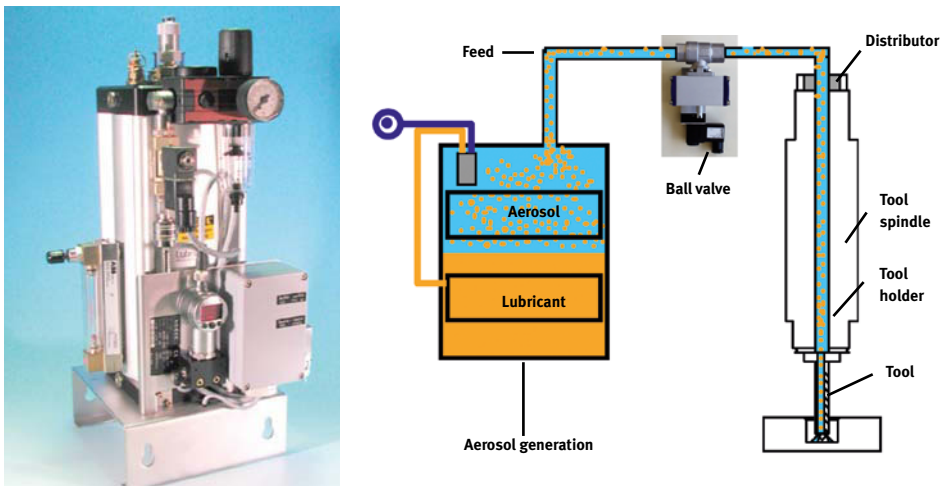 Feed
Distributor
Ball valve
Aerosol
Tool
spindle
Lubricant
Tool
holder
Tool
Aerosol generation